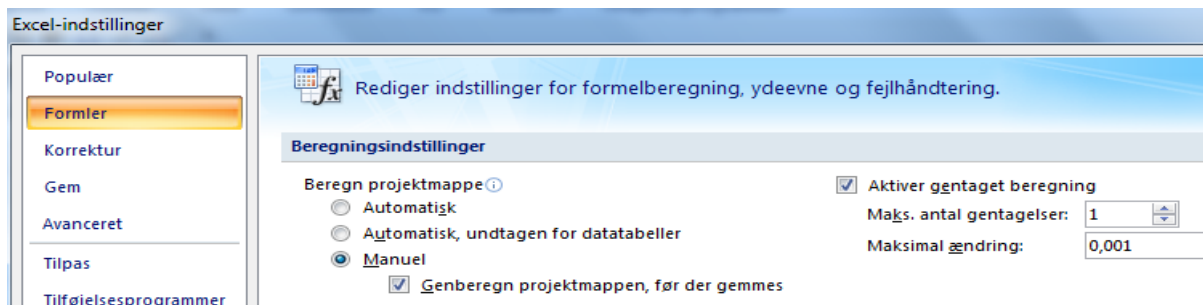 Excel-indstillinger
Populær
Formler
Korrektur
Gem
Avanceret
Tilpas
Tilføjelsesprogrammer
Rediger indstillinger for formelberegning, ydeevne og fejlhåndtering.
Beregningsindstillinger
Beregn projektmappe
Automatisk
Automatisk, undtagen for datatabeller
Manuel
Genberegn projektmappen, før der gemmes
Aktiver gentaget beregning
Maks. antal gentagelser: 1
Maksimal ændring: 0,001